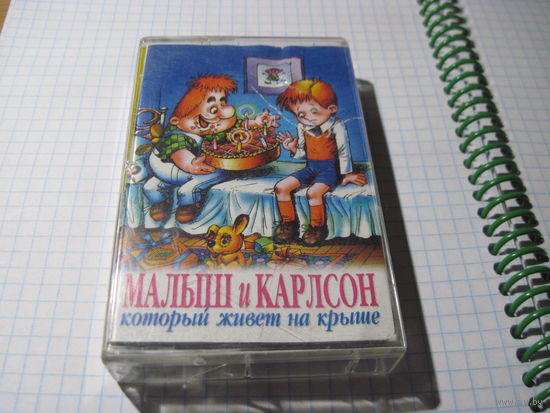 МАЛЫШ и КАРЛСОН
который живет на крыше